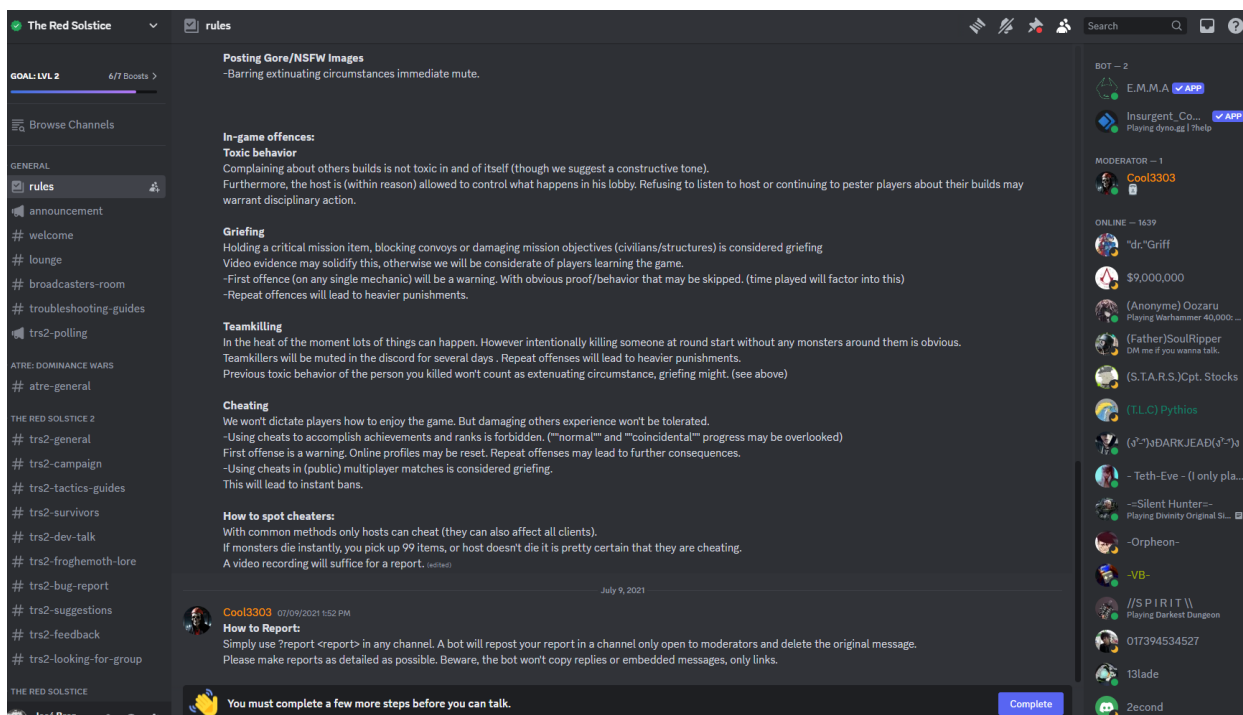 The Red Solstice
rules
Search
GOAL: LVL 2
6/7 Boosts >
Browse Channels
GENERAL
rules
announcement
welcome
lounge
broadcasters-room
troubleshooting-guides
trs2-polling
ATRE: DOMINANCE WARS
atre-general
THE RED SOLSTICE 2
trs2-general
trs2-campaign
trs2-tactics-guides
trs2-survivors
trs2-dev-talk
trs2-froghemoth-lore
trs2-bug-report
trs2-suggestions
trs2-feedback
trs2-looking-for-group
THE RED SOLSTICE
Posting Gore/NSFW Images
-Barring extinuating circumstances immediate mute.
In-game offences:
Toxic behavior
Complaining about others builds is not toxic in and of itself (though we suggest a constructive tone).
Furthermore, the host is (within reason) allowed to control what happens in his lobby. Refusing to listen to host or continuing to pester players about their builds may
warrant disciplinary action.
Griefing
Holding a critical mission item, blocking convoys or damaging mission objectives (civilians/structures) is considered griefing
Video evidence may solidify this, otherwise we will be considerate of players learning the game.
-First offence (on any single mechanic) will be a warning. With obvious proof/behavior that may be skipped. (time played will factor into this)
-Repeat offences will lead to heavier punishments.
Teamkilling
In the heat of the moment lots of things can happen. However intentionally killing someone at round start without any monsters around them is obvious.
Teamkillers will be muted in the discord for several days . Repeat offenses will lead to heavier punishments.
Previous toxic behavior of the person you killed won't count as extenuating circumstance, griefing might. (see above)
Cheating
We won't dictate players how to enjoy the game. But damaging others experience won't be tolerated.
-Using cheats to accomplish achievements and ranks is forbidden. (""normal"" and ""coincidental"" progress may be overlooked)
First offense is a warning. Online profiles may be reset. Repeat offenses may lead to further consequences.
-Using cheats in (public) multiplayer matches is considered griefing.
This will lead to instant bans.
How to spot cheaters:
With common methods only hosts can cheat (they can also affect all clients).
If monsters die instantly, you pick up 99 items, or host doesn't die it is pretty certain that they are cheating.
A video recording will suffice for a report. (edited)
July 9, 2021
Cool3303 07/09/2021 1:52 PM
How to Report:
Simply use ?report <report> in any channel. A bot will repost your report in a channel only open to moderators and delete the original message.
Please make reports as detailed as possible. Beware, the bot won't copy replies or embedded messages, only links.
You must complete a few more steps before you can talk.
Complete
BOT — 2
E.M.M.A APP
Insurgent_Co... APP
Playing dyno.gg | ?help
MODERATOR — 1
Cool3303
ONLINE — 1639
"dr."Griff
$9,000,000
(Anonyme) Oozaru
Playing Warhammer 40,000: ...
(Father)SoulRipper
DM me if you wanna talk.
(S.T.A.R.S.)Cpt. Stocks
(T.L.C) Pythios
- Teth-Eve - (I only pla...
-=Silent Hunter=-
Playing Divinity Original Si...
-Orpheon-
-VB-
//S P I R I T \\
Playing Darkest Dungeon
017394534527
13lade
2econd